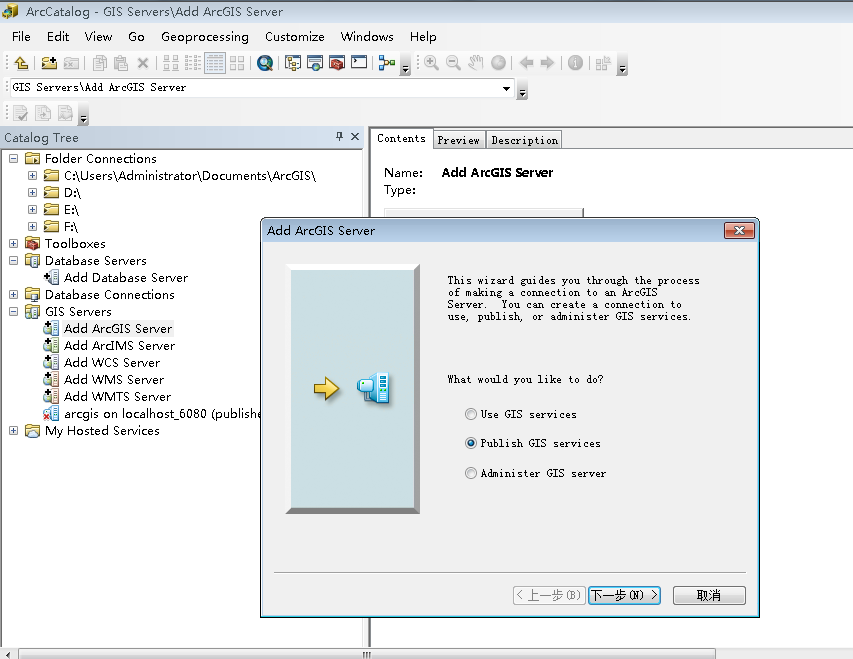 ArcCatalog - GIS Servers\Add ArcGIS Server
File Edit View Go Geoprocessing Customize Windows Help
GIS Servers\Add ArcGIS Server
Catalog Tree
Folder Connections
C:\Users\Administrator\Documents\ArcGIS\
D:\
E:\
F:\
Toolboxes
Database Servers
Add Database Server
Database Connections
GIS Servers
Add ArcGIS Server
Add ArcIMS Server
Add WCS Server
Add WMS Server
Add WMTS Server
arcgis on localhost_6080 (publishe
My Hosted Services
Contents Preview Description
Name: Add ArcGIS Server
Type:
Add ArcGIS Server
This wizard guides you through the process
of making a connection to an ArcGIS
Server. You can create a connection to
use, publish, or administer GIS services.
What would you like to do?
Use GIS services
Publish GIS services
Administer GIS server
< 上一步(B) 下一步(N) > 取消